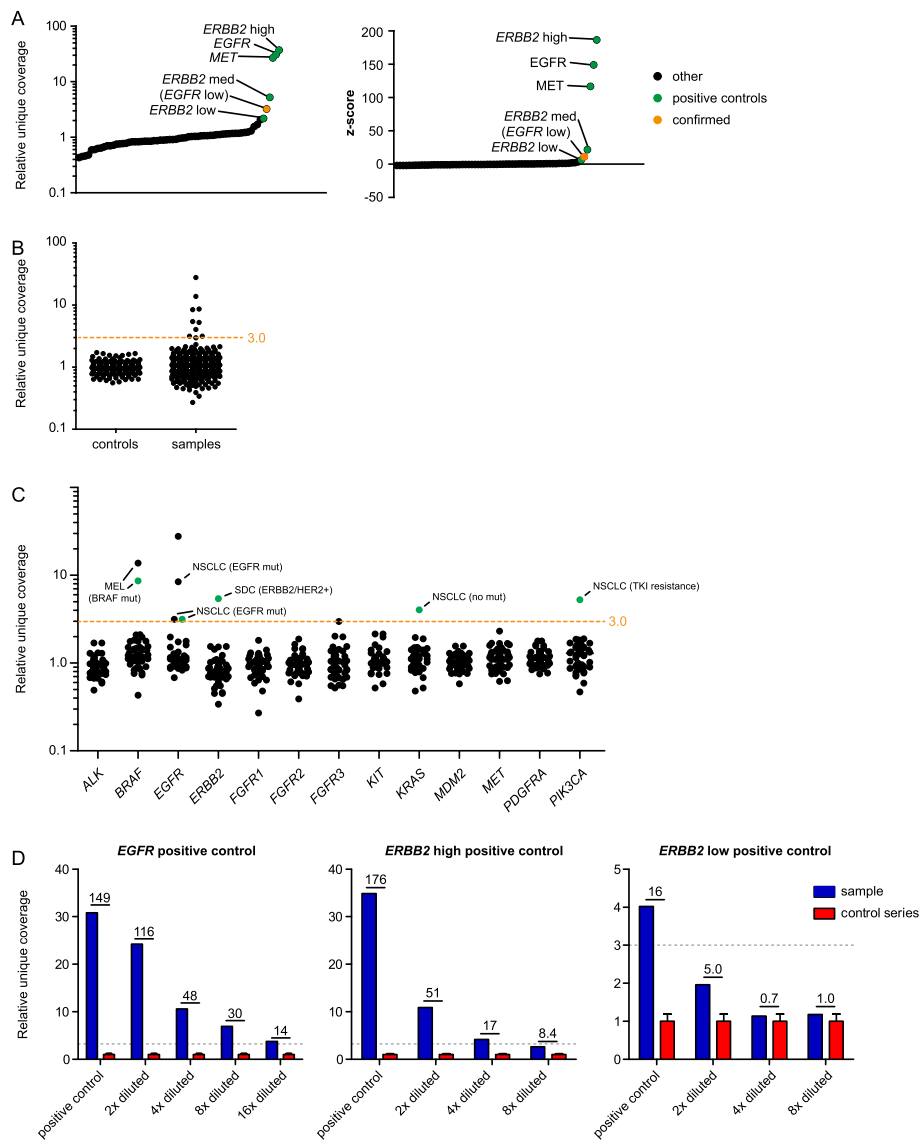 A
Relative unique coverage
100
10
1
0.1
ERBB2 high
EGFR
MET
ERBB2 med
(EGFR low)
ERBB2 low
z-score
200
150
100
50
0
-50
ERBB2 high
EGFR
MET
ERBB2 med
(EGFR low)
ERBB2 low
other
positive controls
confirmed
B
Relative unique coverage
100
10
1
0.1
3.0
controls
samples
C
Relative unique coverage
10
1.0
0.1
MEL
(BRAF mut)
NSCLC (EGFR mut)
NSCLC (EGFR mut)
SDC (ERBB2/HER2+)
NSCLC (no mut)
NSCLC (TKI resistance)
3.0
ALK
BRAF
EGFR
ERBB2
FGFR1
FGFR2
FGFR3
KIT
KRAS
MDM2
MET
PDGFRA
PIK3CA
D
Relative unique coverage
EGFR positive control
40
30
20
10
0
149
116
48
30
14
positive control
2x diluted
4x diluted
8x diluted
16x diluted
ERBB2 high positive control
40
30
20
10
0
176
51
17
8.4
positive control
2x diluted
4x diluted
8x diluted
ERBB2 low positive control
5
4
3
2
1
0
16
5.0
0.7
1.0
sample
control series
positive control
2x diluted
4x diluted
8x diluted